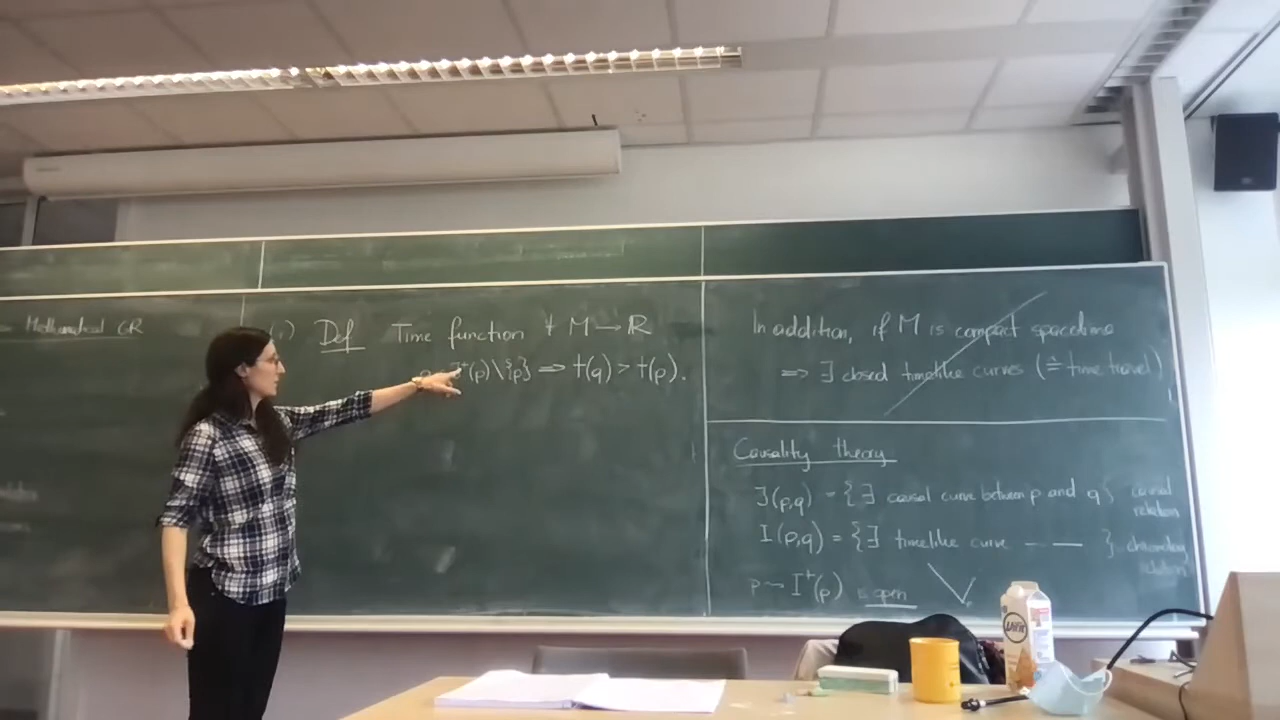 Mathematical GR
(1) Def Time function t M → ℝ
J⁺(p)\{p} ⇒ t(q) > t(p).
In addition, if M is compact spacetime
⇒ ∃ closed timelike curves (≙ time travel)
Causality theory
J(p,q) = {∃ causal curve between p and q} causal relation
I(p,q) = {∃ timelike curve — —— } chronology relation
p ~ I⁺(p) is open